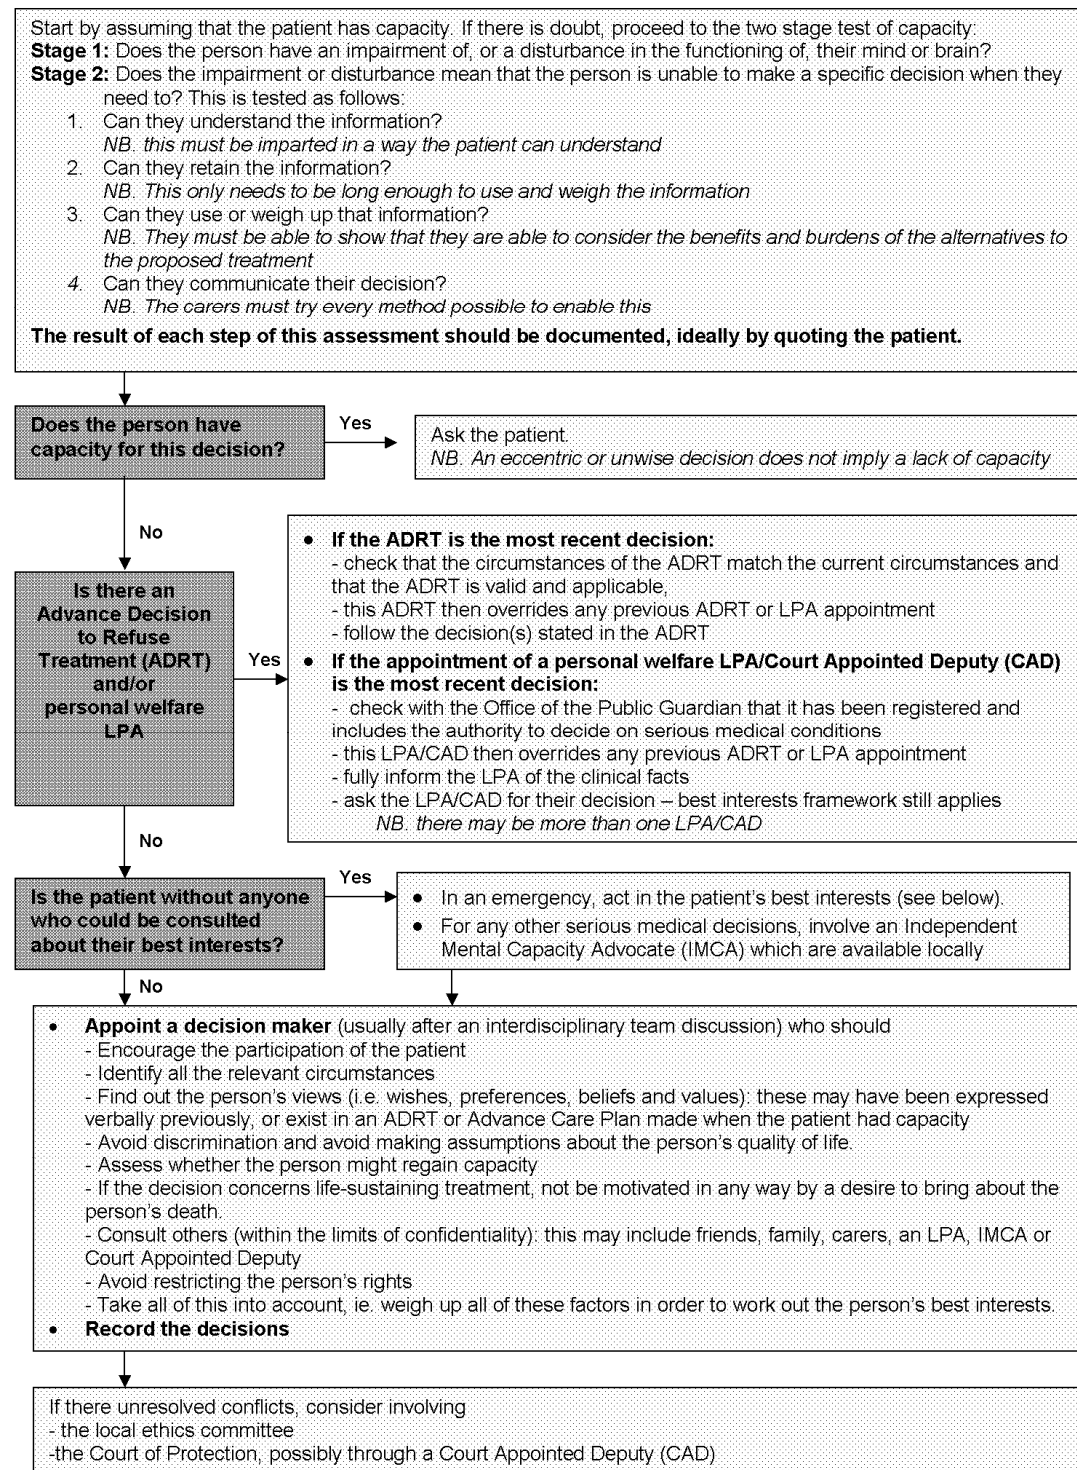 Start by assuming that the patient has capacity. If there is doubt, proceed to the two stage test of capacity:
Stage 1: Does the person have an impairment of, or a disturbance in the functioning of, their mind or brain?
Stage 2: Does the impairment or disturbance mean that the person is unable to make a specific decision when they
need to? This is tested as follows:
1. Can they understand the information?
NB. this must be imparted in a way the patient can understand
2. Can they retain the information?
NB. This only needs to be long enough to use and weigh the information
3. Can they use or weigh up that information?
NB. They must be able to show that they are able to consider the benefits and burdens of the alternatives to
the proposed treatment
4. Can they communicate their decision?
NB. The carers must try every method possible to enable this
The result of each step of this assessment should be documented, ideally by quoting the patient.
Does the person have
capacity for this decision?
Yes
Ask the patient.
NB. An eccentric or unwise decision does not imply a lack of capacity
No
Is there an
Advance Decision
to Refuse
Treatment (ADRT)
and/or
personal welfare
LPA
Yes
• If the ADRT is the most recent decision:
- check that the circumstances of the ADRT match the current circumstances and
that the ADRT is valid and applicable,
- this ADRT then overrides any previous ADRT or LPA appointment
- follow the decision(s) stated in the ADRT
• If the appointment of a personal welfare LPA/Court Appointed Deputy (CAD)
is the most recent decision:
- check with the Office of the Public Guardian that it has been registered and
includes the authority to decide on serious medical conditions
- this LPA/CAD then overrides any previous ADRT or LPA appointment
- fully inform the LPA of the clinical facts
- ask the LPA/CAD for their decision – best interests framework still applies
NB. there may be more than one LPA/CAD
No
Is the patient without anyone
who could be consulted
about their best interests?
Yes
• In an emergency, act in the patient's best interests (see below).
• For any other serious medical decisions, involve an Independent
Mental Capacity Advocate (IMCA) which are available locally
No
• Appoint a decision maker (usually after an interdisciplinary team discussion) who should
- Encourage the participation of the patient
- Identify all the relevant circumstances
- Find out the person's views (i.e. wishes, preferences, beliefs and values): these may have been expressed
verbally previously, or exist in an ADRT or Advance Care Plan made when the patient had capacity
- Avoid discrimination and avoid making assumptions about the person's quality of life.
- Assess whether the person might regain capacity
- If the decision concerns life-sustaining treatment, not be motivated in any way by a desire to bring about the
person's death.
- Consult others (within the limits of confidentiality): this may include friends, family, carers, an LPA, IMCA or
Court Appointed Deputy
- Avoid restricting the person's rights
- Take all of this into account, ie. weigh up all of these factors in order to work out the person's best interests.
• Record the decisions
If there unresolved conflicts, consider involving
- the local ethics committee
-the Court of Protection, possibly through a Court Appointed Deputy (CAD)